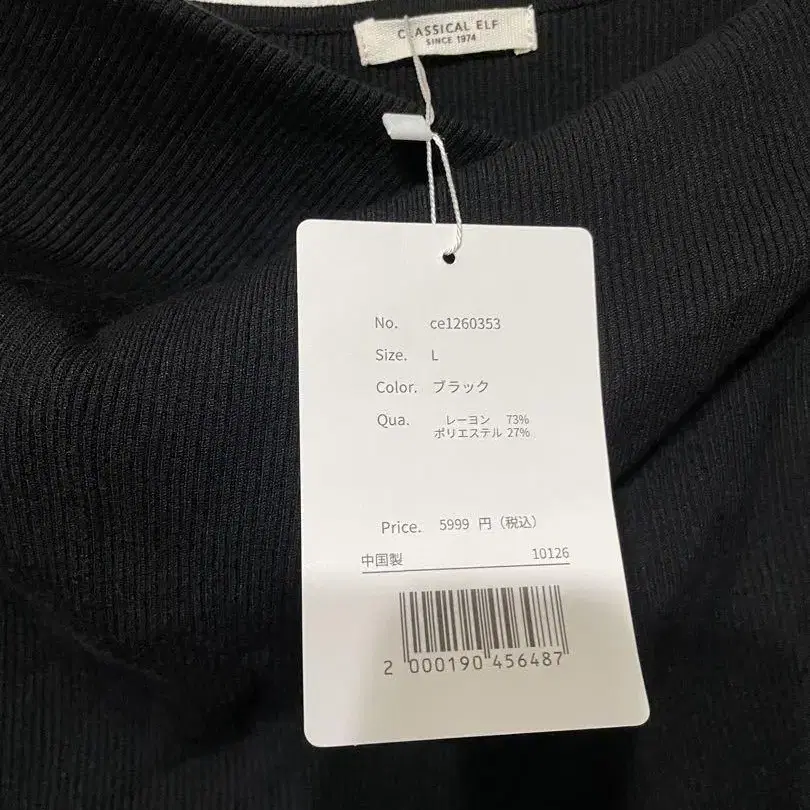 CLASSICAL ELF
SINCE 1974
No. ce1260353
Size. L
Color. ブラック
Qua. レーヨン 73%
ポリエステル 27%
Price. 5999 円(税込)
中国製 10126
2 000190 456487